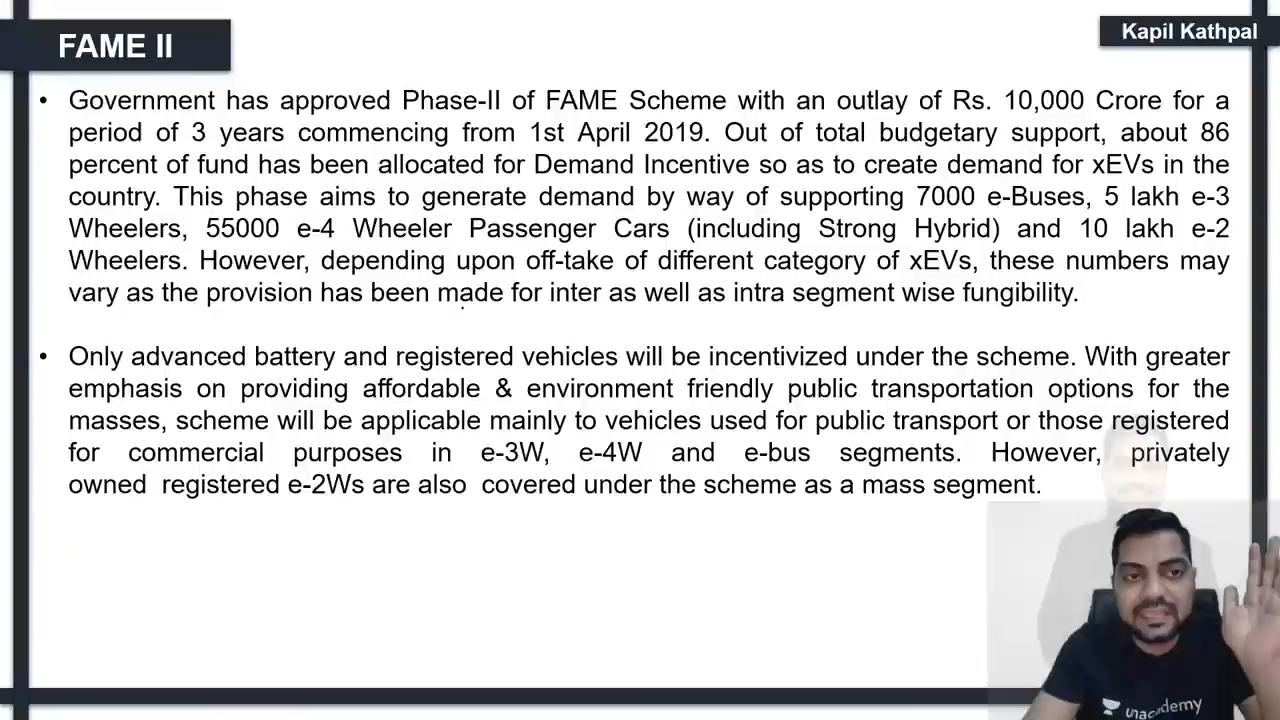 FAME II
Kapil Kathpal
• Government has approved Phase-II of FAME Scheme with an outlay of Rs. 10,000 Crore for a
period of 3 years commencing from 1st April 2019. Out of total budgetary support, about 86
percent of fund has been allocated for Demand Incentive so as to create demand for xEVs in the
country. This phase aims to generate demand by way of supporting 7000 e-Buses, 5 lakh e-3
Wheelers, 55000 e-4 Wheeler Passenger Cars (including Strong Hybrid) and 10 lakh e-2
Wheelers. However, depending upon off-take of different category of xEVs, these numbers may
vary as the provision has been made for inter as well as intra segment wise fungibility.
• Only advanced battery and registered vehicles will be incentivized under the scheme. With greater
emphasis on providing affordable & environment friendly public transportation options for the
masses, scheme will be applicable mainly to vehicles used for public transport or those registered
for commercial purposes in e-3W, e-4W and e-bus segments. However, privately
owned registered e-2Ws are also covered under the scheme as a mass segment.
unacademy